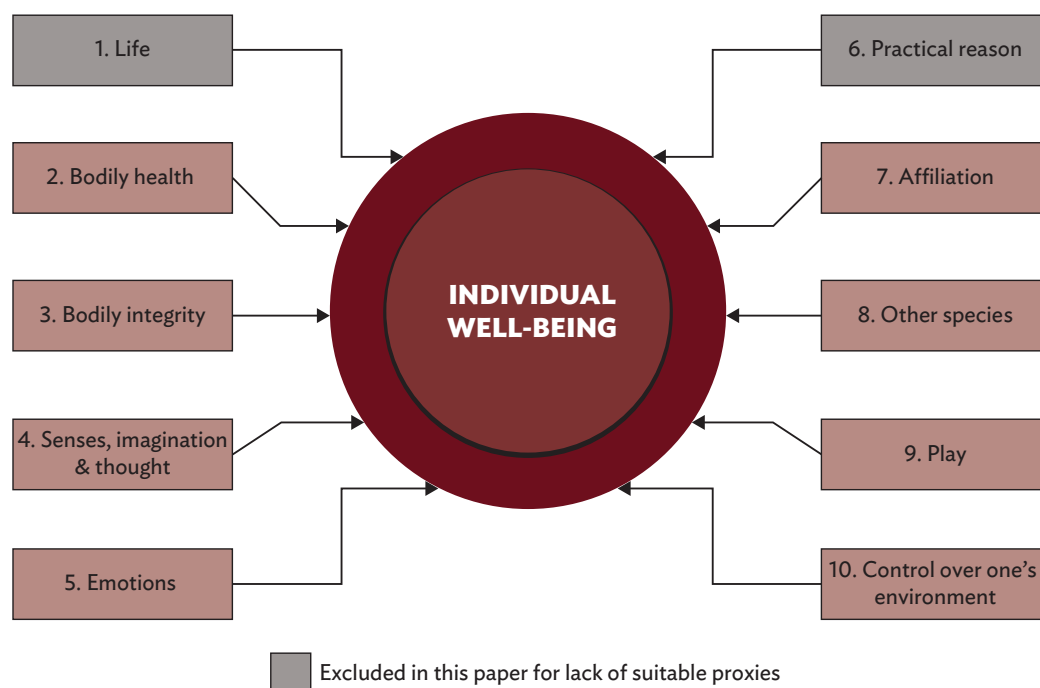 1. Life
2. Bodily health
3. Bodily integrity
4. Senses, imagination
& thought
5. Emotions
INDIVIDUAL
WELL-BEING
6. Practical reason
7. Affiliation
8. Other species
9. Play
10. Control over one’s
environment
Excluded in this paper for lack of suitable proxies